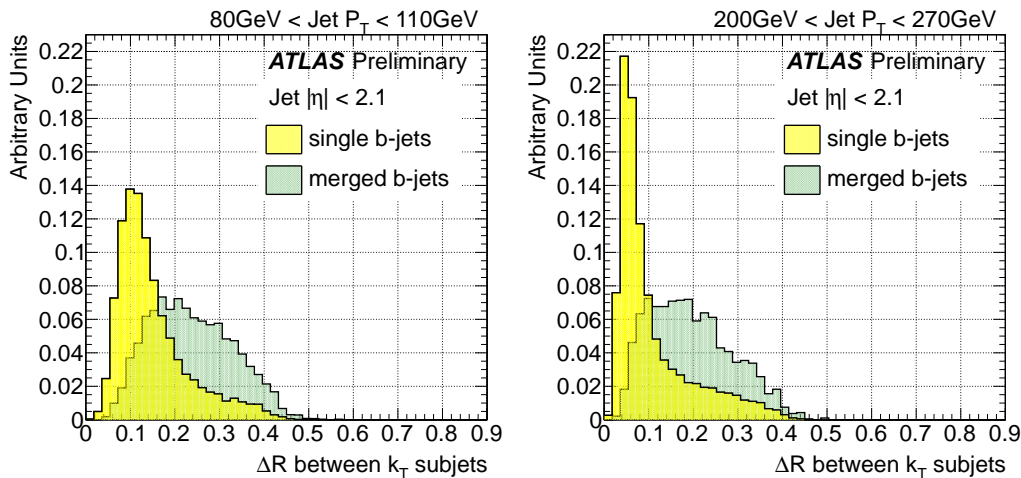 80GeV < Jet P_T < 110GeV
Arbitrary Units
0.22
0.2
0.18
0.16
0.14
0.12
0.1
0.08
0.06
0.04
0.02
0
ATLAS Preliminary
Jet |η| < 2.1
single b-jets
merged b-jets
0 0.1 0.2 0.3 0.4 0.5 0.6 0.7 0.8 0.9
ΔR between k_T subjets
200GeV < Jet P_T < 270GeV
Arbitrary Units
0.22
0.2
0.18
0.16
0.14
0.12
0.1
0.08
0.06
0.04
0.02
0
ATLAS Preliminary
Jet |η| < 2.1
single b-jets
merged b-jets
0 0.1 0.2 0.3 0.4 0.5 0.6 0.7 0.8 0.9
ΔR between k_T subjets